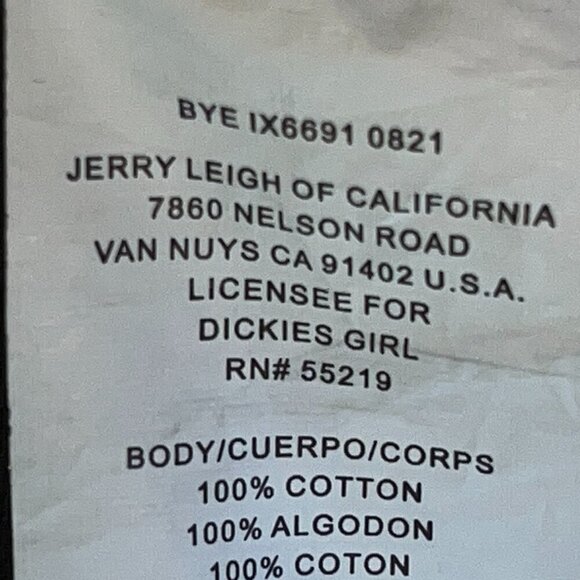 BYE IX6691 0821
JERRY LEIGH OF CALIFORNIA
7860 NELSON ROAD
VAN NUYS CA 91402 U.S.A.
LICENSEE FOR
DICKIES GIRL
RN# 55219
BODY/CUERPO/CORPS
100% COTTON
100% ALGODON
100% COTON